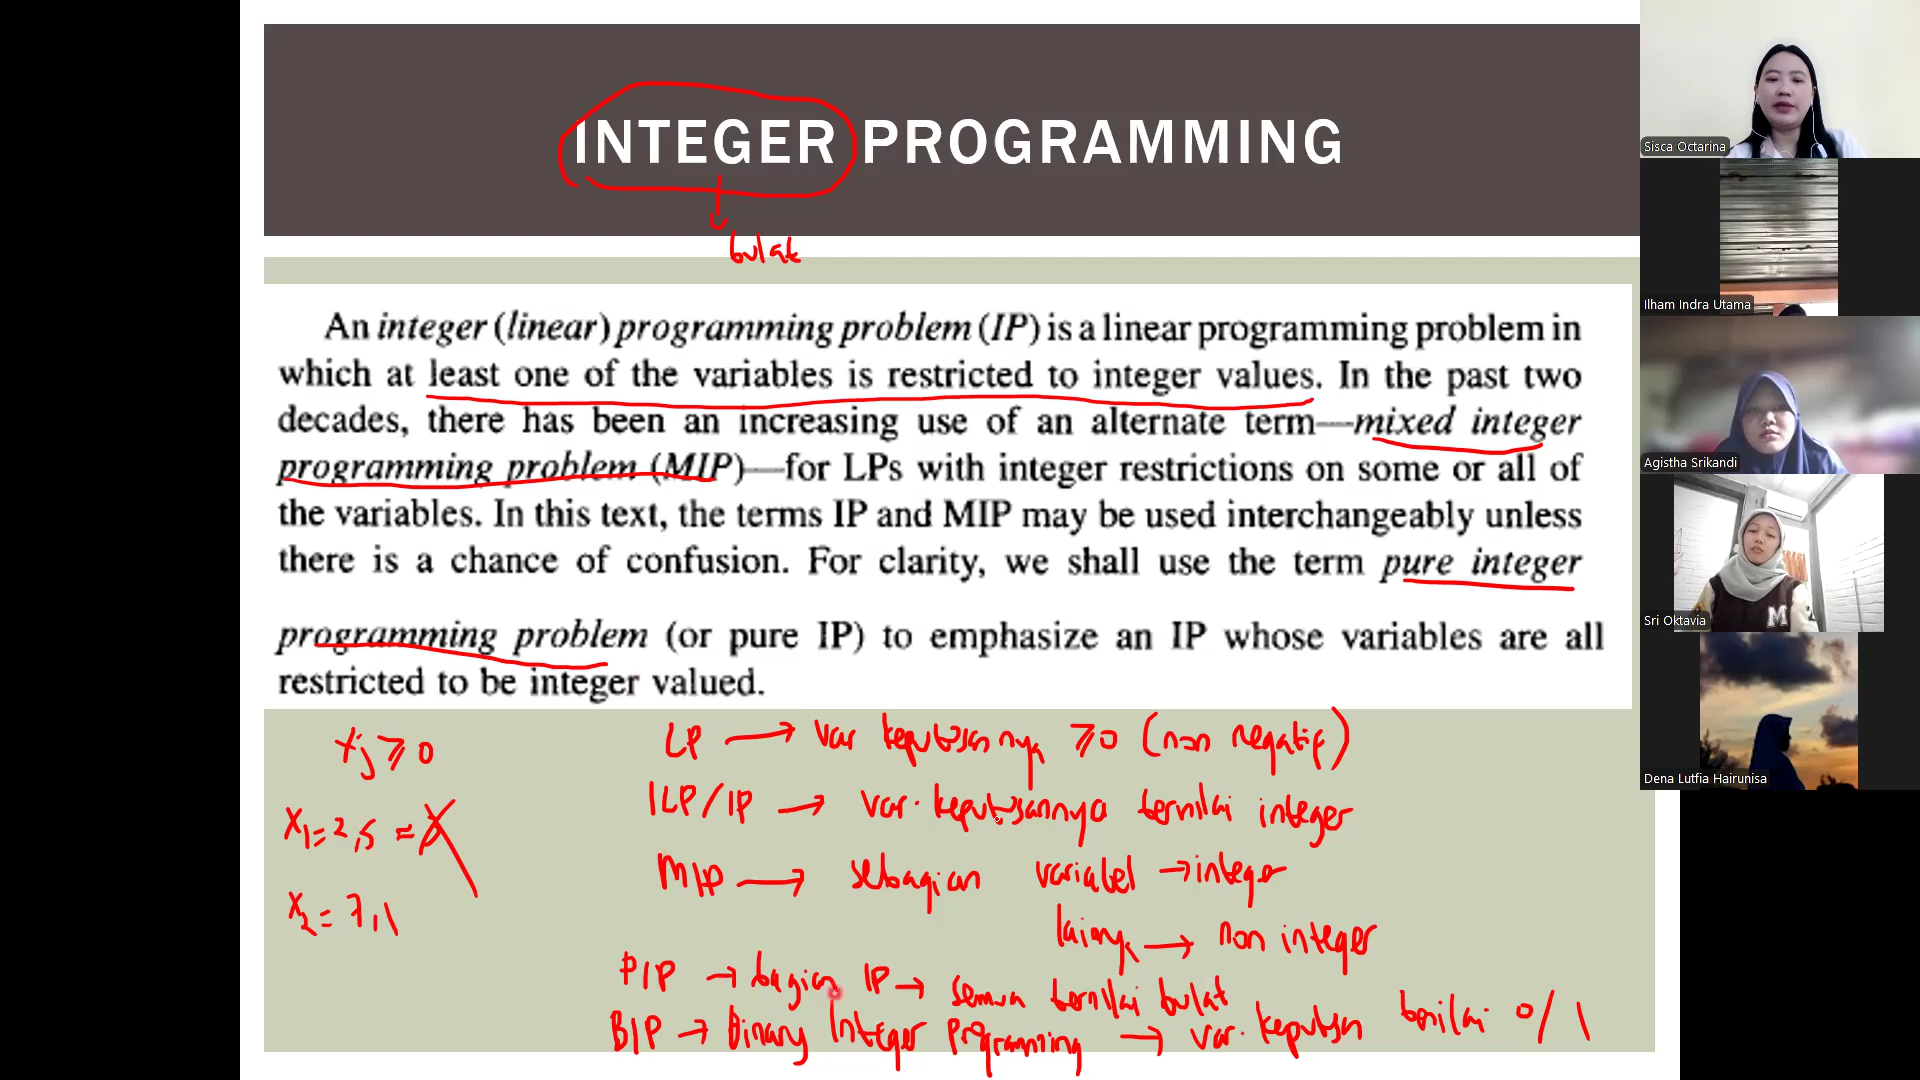 INTEGER PROGRAMMING
bulat
An integer (linear) programming problem (IP) is a linear programming problem in
which at least one of the variables is restricted to integer values. In the past two
decades, there has been an increasing use of an alternate term—mixed integer
programming problem (MIP)—for LPs with integer restrictions on some or all of
the variables. In this text, the terms IP and MIP may be used interchangeably unless
there is a chance of confusion. For clarity, we shall use the term pure integer
programming problem (or pure IP) to emphasize an IP whose variables are all
restricted to be integer valued.
xj ≥ 0
x1 = 2,5 ≈
x2 = 7,1
LP → var keputusannya ≥ 0 (non negatif)
ILP/IP → var. keputusannya bernilai integer
MIP → sebagian variabel → integer
lainnya → non integer
PIP → bagian IP → semua bernilai bulat
BIP → Binary Integer Programming → var. keputusan bernilai 0/1
Sisca Octarina
Ilham Indra Utama
Agistha Srikandi
M
Sri Oktavia
Dena Lutfia Hairunisa